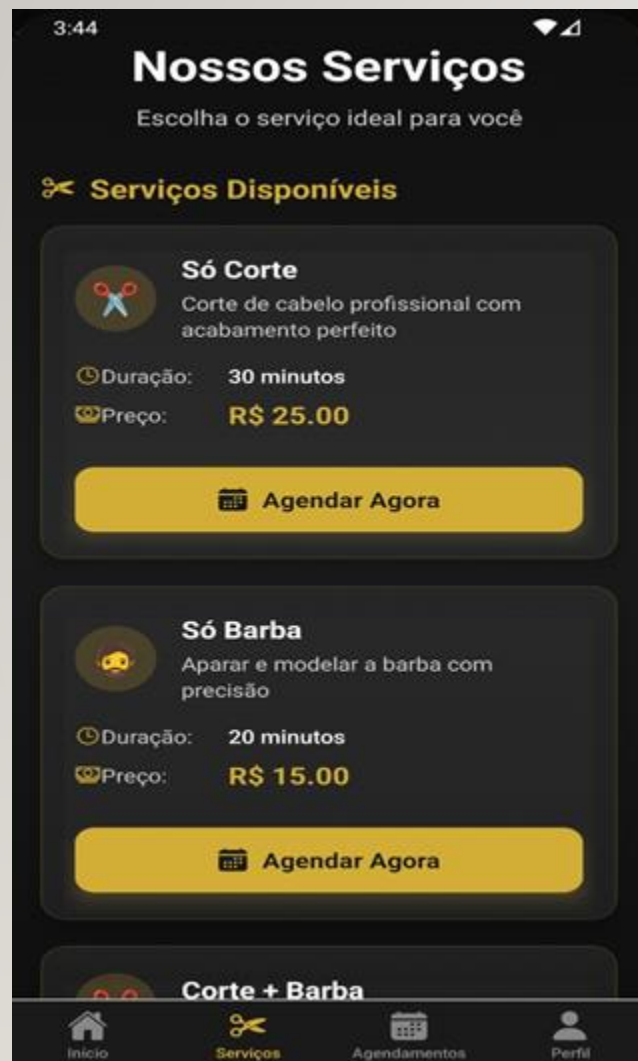 3:44
Nossos Serviços
Escolha o serviço ideal para você
Serviços Disponíveis
Só Corte
Corte de cabelo profissional com
acabamento perfeito
Duração: 30 minutos
Preço: R$ 25.00
Agendar Agora
Só Barba
Aparar e modelar a barba com
precisão
Duração: 20 minutos
Preço: R$ 15.00
Agendar Agora
Corte + Barba
Início Serviços Agendamentos Perfil